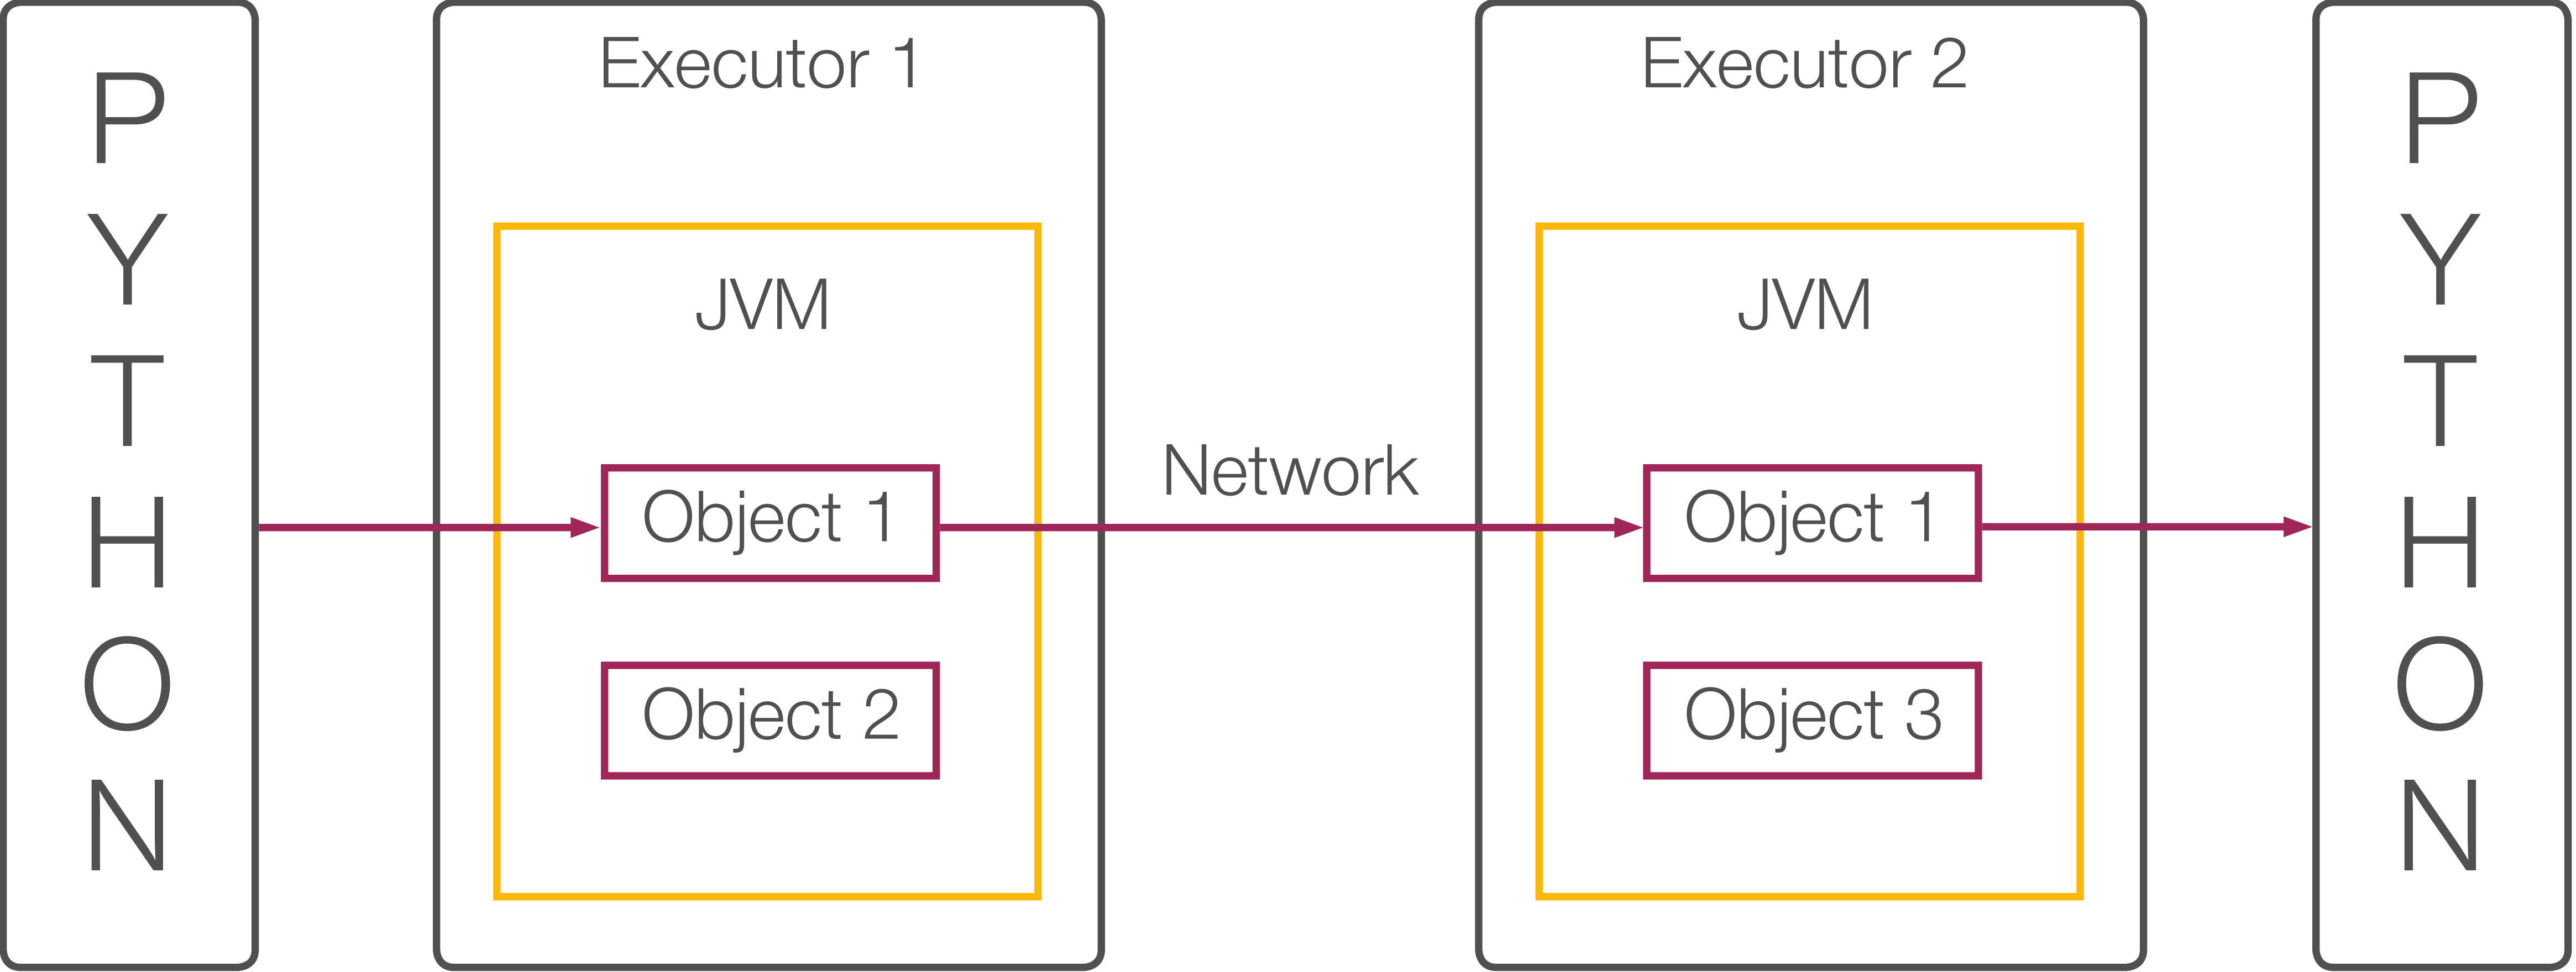 PYTHON
Executor 1
JVM
Object 1
Object 2
Network
Executor 2
JVM
Object 1
Object 3
PYTHON